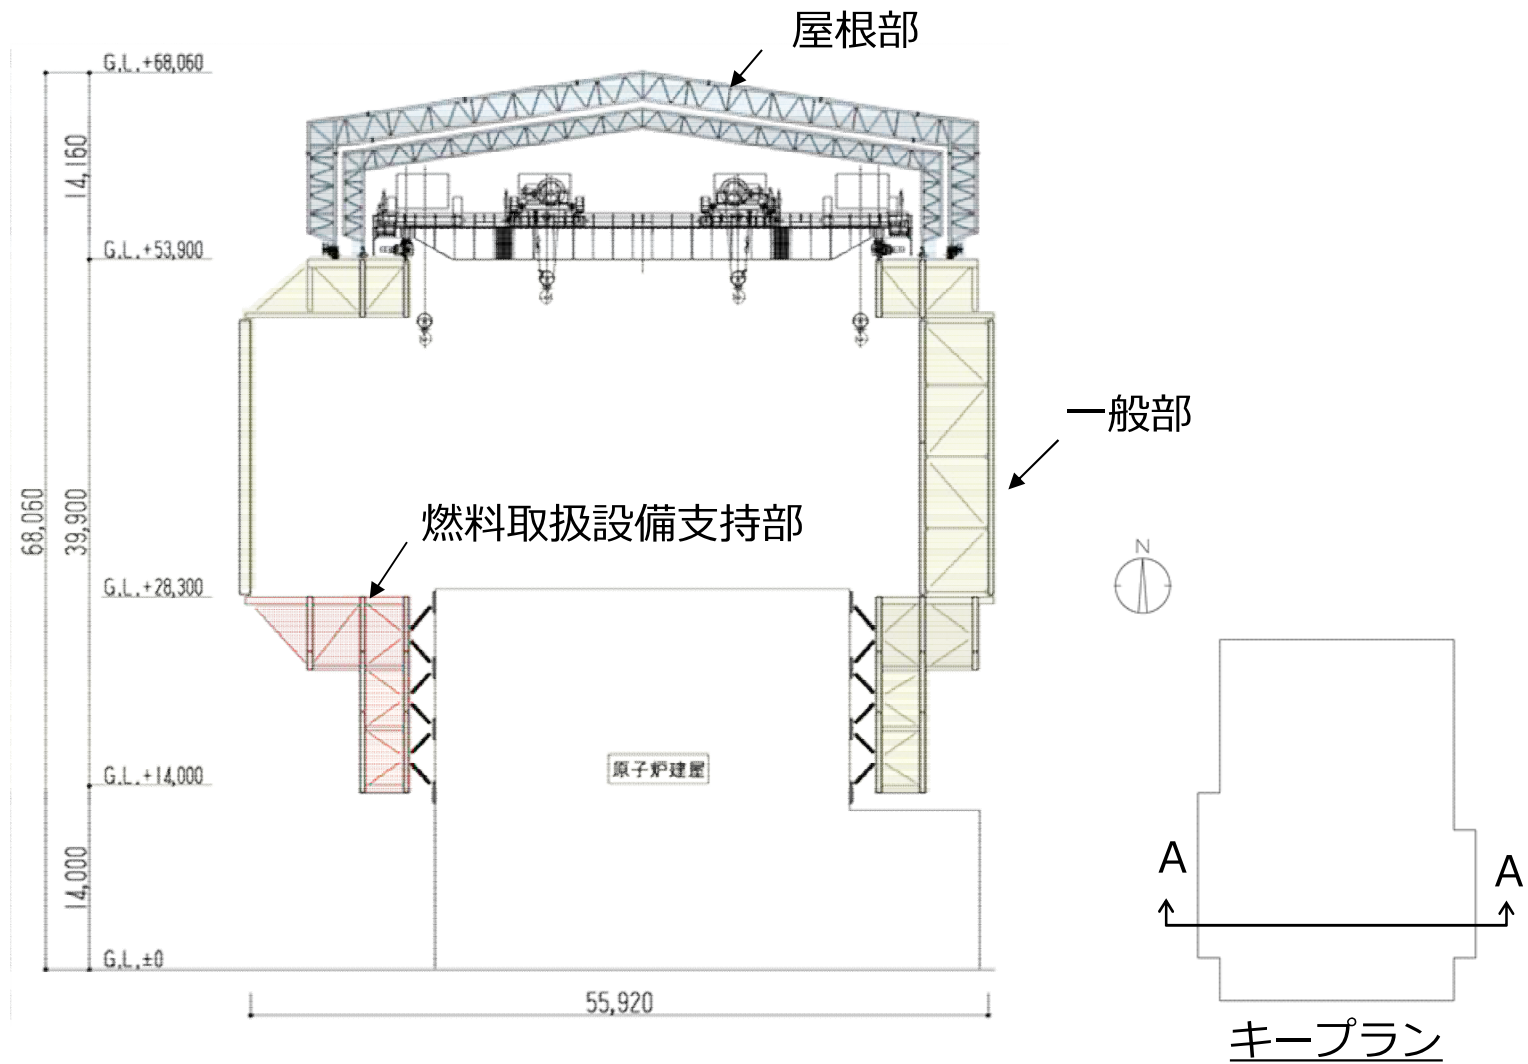 屋根部
G.L.+68,060
14,160
G.L.+53,900
一般部
68,060
39,900
燃料取扱設備支持部
G.L.+28,300
N
原子炉建屋
G.L.+14,000
14,000
A
A
G.L.±0
55,920
キープラン